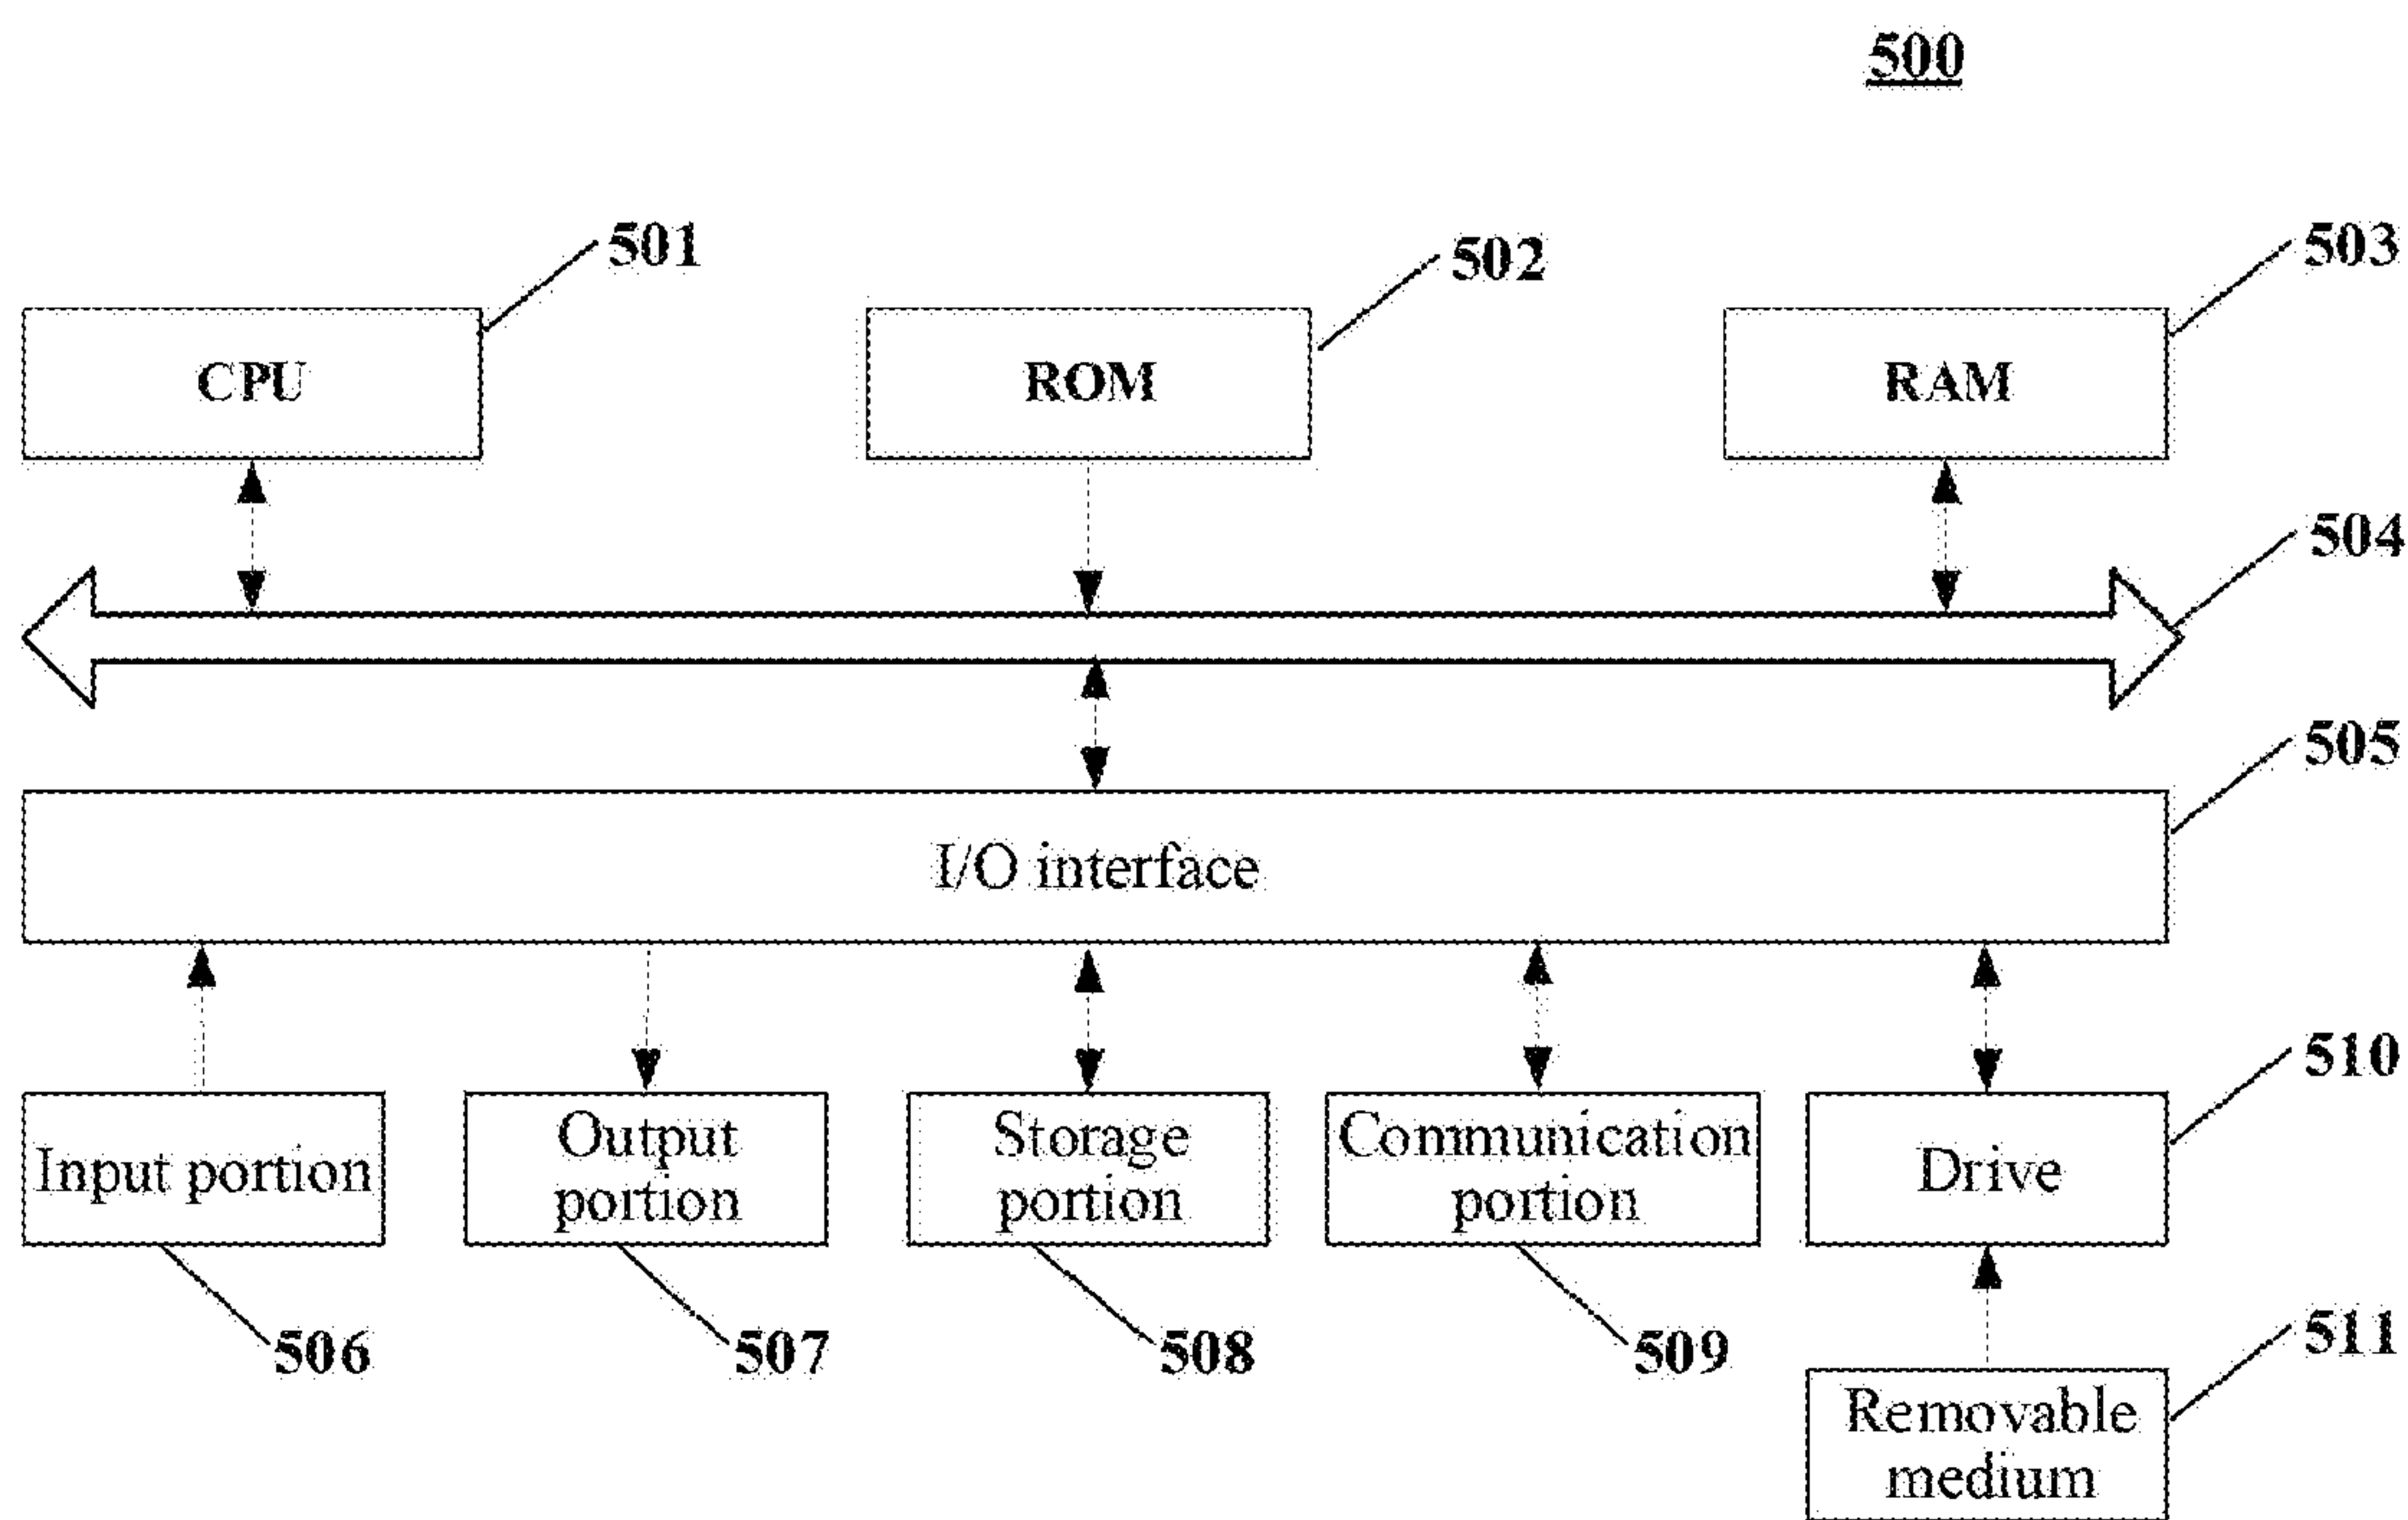 500
501
502
503
CPU
ROM
RAM
504
505
I/O interface
510
Input portion
Output
portion
Storage
portion
Communication
portion
Drive
506
507
508
509
511
Removable
medium